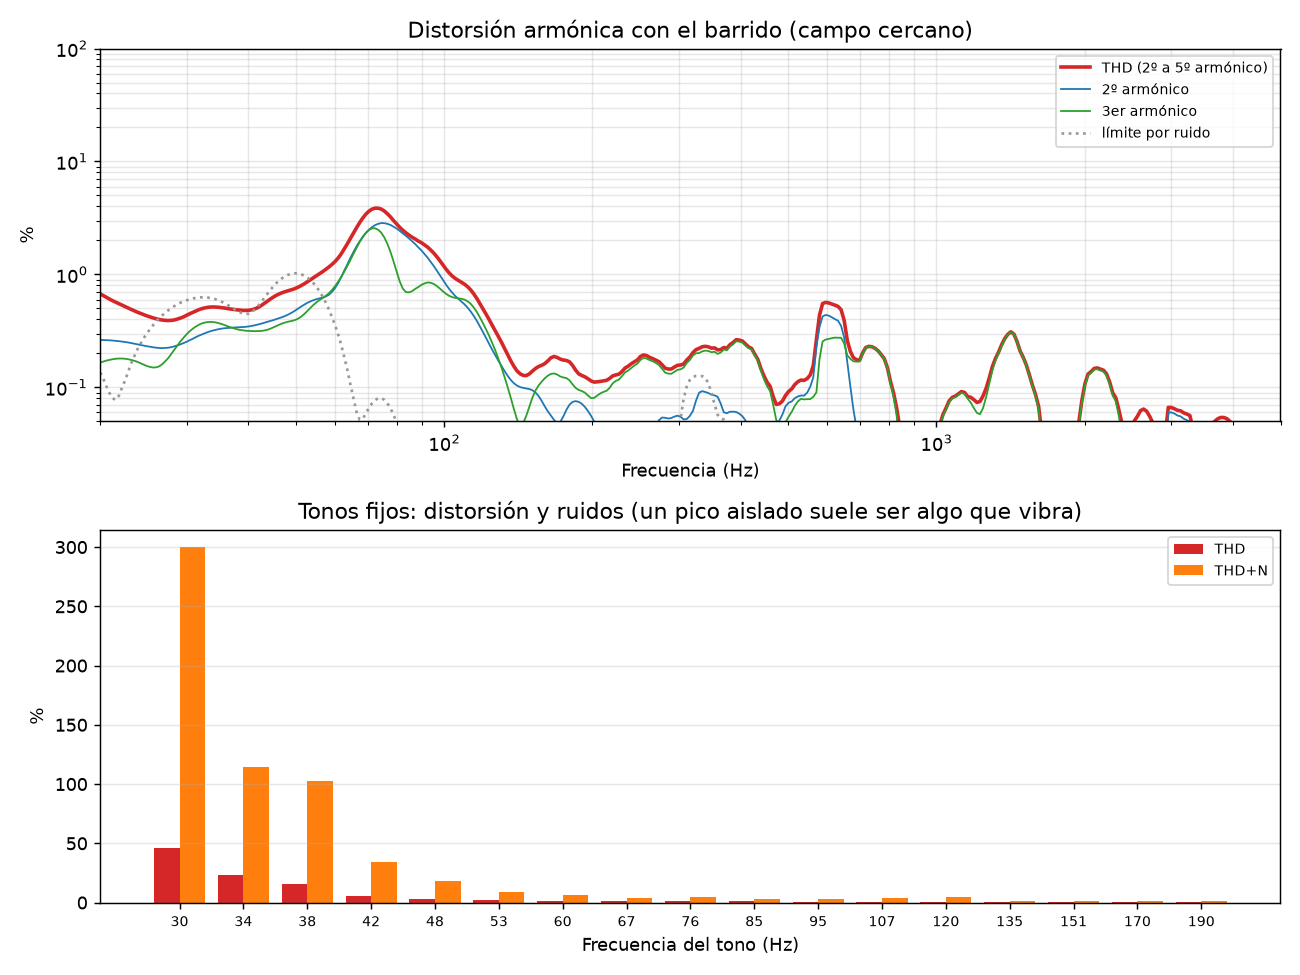 Distorsión armónica con el barrido (campo cercano)
10²
10¹
10⁰
10⁻¹
%
THD (2º a 5º armónico)
2º armónico
3er armónico
límite por ruido
10²
10³
Frecuencia (Hz)
Tonos fijos: distorsión y ruidos (un pico aislado suele ser algo que vibra)
300
250
200
150
100
50
0
%
THD
THD+N
30 34 38 42 48 53 60 67 76 85 95 107 120 135 151 170 190
Frecuencia del tono (Hz)